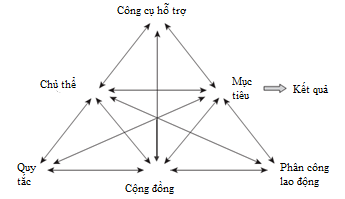 Công cụ hỗ trợ
Chủ thể
Mục
tiêu
Kết quả
Quy
tắc
Cộng đồng
Phân công
lao động